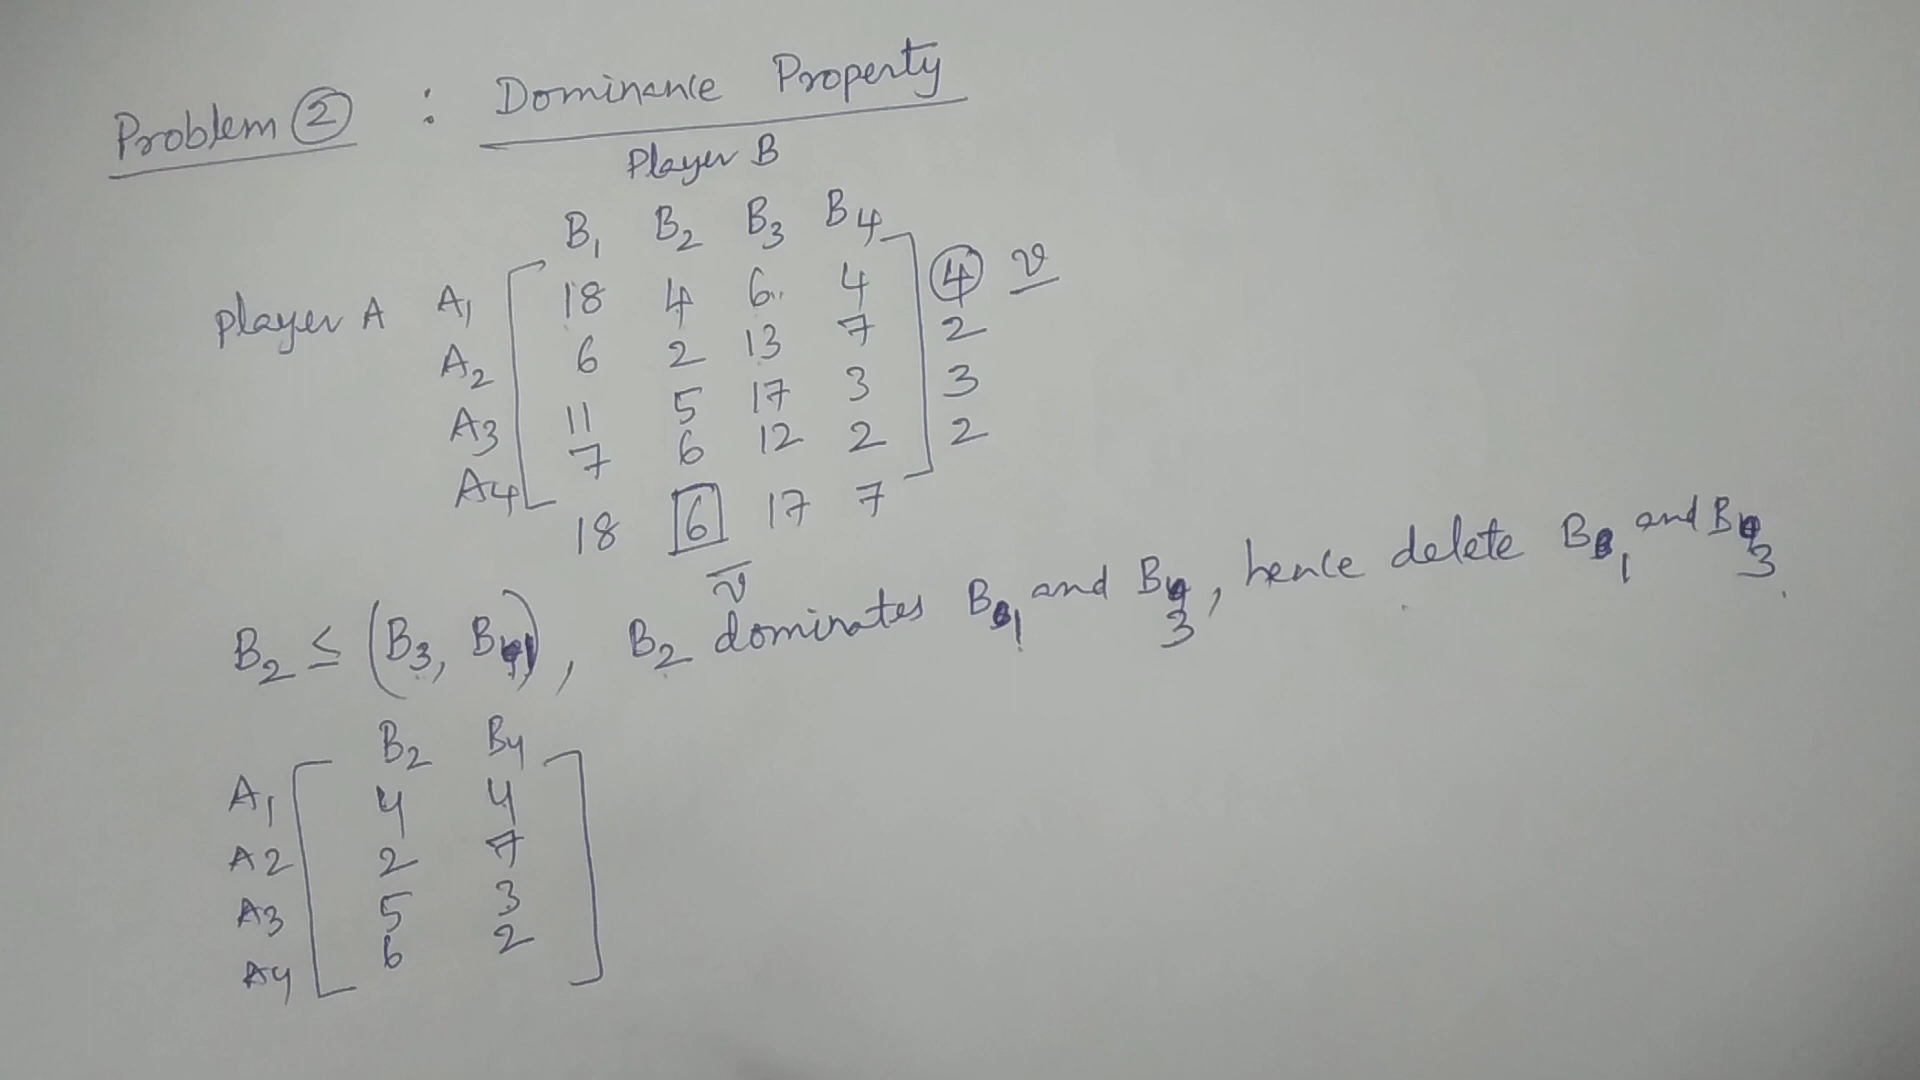 Problem ② : Dominance Property
Player B
B1 B2 B3 B4
player A A1 18 4 6 4 ④ v
A2 6 2 13 7 2
A3 11 5 17 3 3
A4 7 6 12 2 2
18 6 17 7
v
B2 ≤ (B3, B1), B2 dominates B1 and B3, hence delete B1 and B3.
B2 B4
A1 4 4
A2 2 7
A3 5 3
A4 6 2